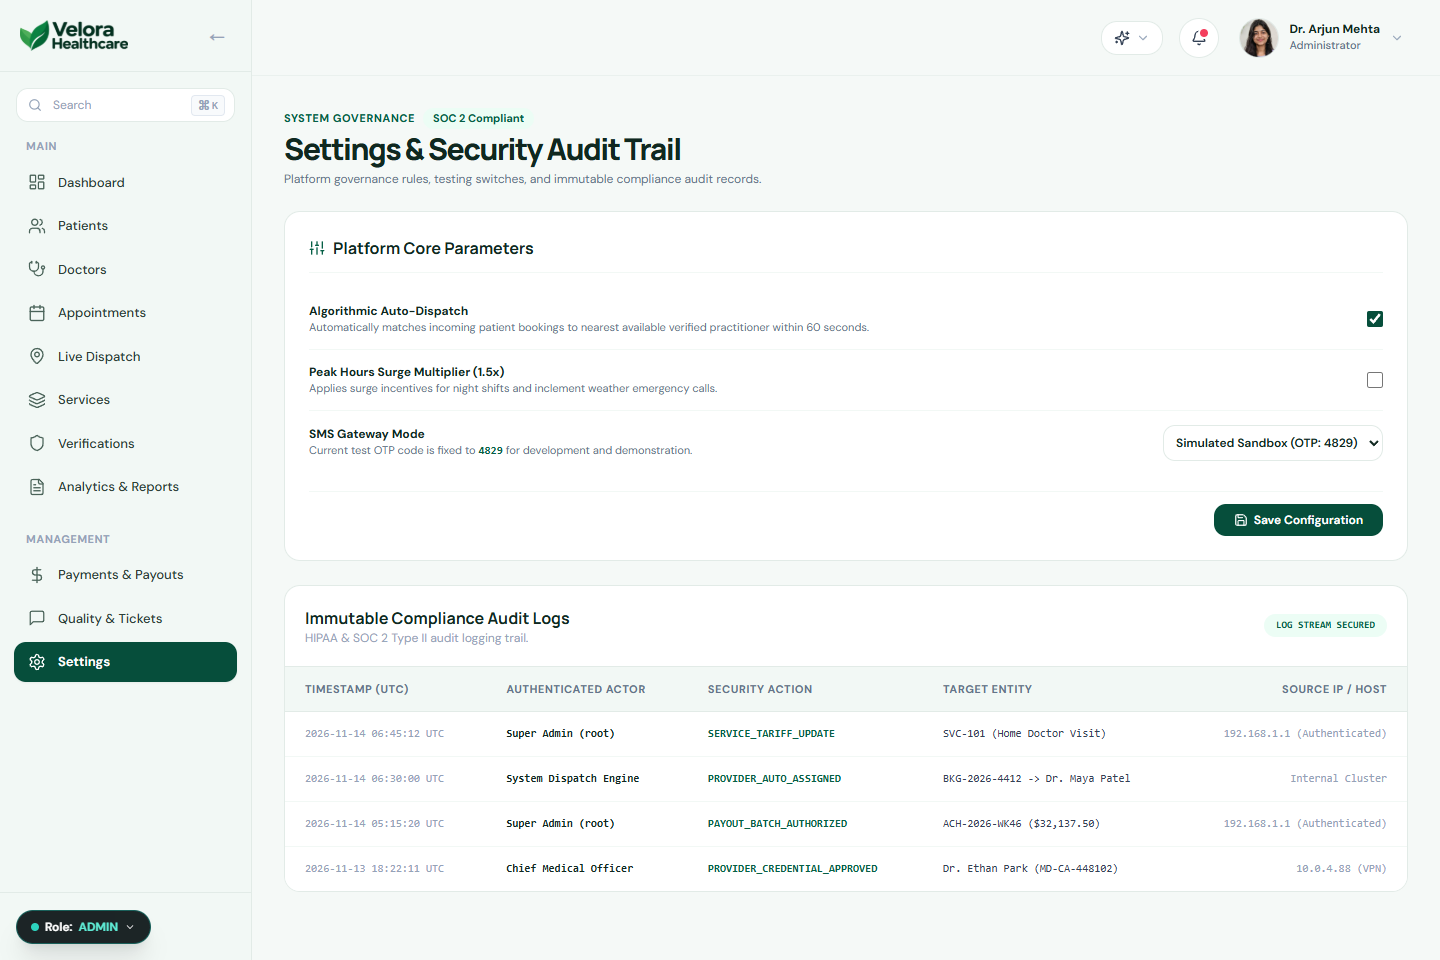 Velora
Healthcare
Search
⌘ K
MAIN
Dashboard
Patients
Doctors
Appointments
Live Dispatch
Services
Verifications
Analytics & Reports
MANAGEMENT
Payments & Payouts
Quality & Tickets
Settings
Role: ADMIN
Dr. Arjun Mehta
Administrator
SYSTEM GOVERNANCE SOC 2 Compliant
Settings & Security Audit Trail
Platform governance rules, testing switches, and immutable compliance audit records.
Platform Core Parameters
Algorithmic Auto-Dispatch
Automatically matches incoming patient bookings to nearest available verified practitioner within 60 seconds.
Peak Hours Surge Multiplier (1.5x)
Applies surge incentives for night shifts and inclement weather emergency calls.
SMS Gateway Mode
Current test OTP code is fixed to 4829 for development and demonstration.
Simulated Sandbox (OTP: 4829)
Save Configuration
Immutable Compliance Audit Logs
HIPAA & SOC 2 Type II audit logging trail.
LOG STREAM SECURED
TIMESTAMP (UTC) AUTHENTICATED ACTOR SECURITY ACTION TARGET ENTITY SOURCE IP / HOST
2026-11-14 06:45:12 UTC Super Admin (root) SERVICE_TARIFF_UPDATE SVC-101 (Home Doctor Visit) 192.168.1.1 (Authenticated)
2026-11-14 06:30:00 UTC System Dispatch Engine PROVIDER_AUTO_ASSIGNED BKG-2026-4412 -> Dr. Maya Patel Internal Cluster
2026-11-14 05:15:20 UTC Super Admin (root) PAYOUT_BATCH_AUTHORIZED ACH-2026-WK46 ($32,137.50) 192.168.1.1 (Authenticated)
2026-11-13 18:22:11 UTC Chief Medical Officer PROVIDER_CREDENTIAL_APPROVED Dr. Ethan Park (MD-CA-448102) 10.0.4.88 (VPN)